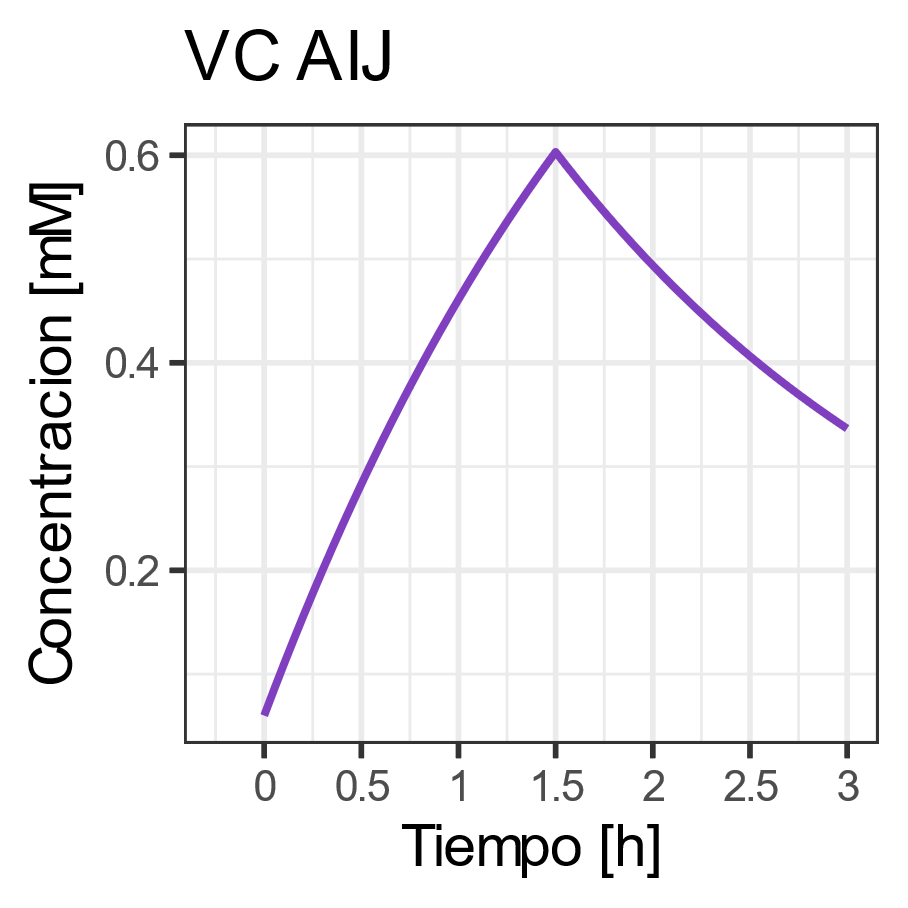 VC AIJ
0.6
0.4
0.2
Concentracion [mM]
0 0.5 1 1.5 2 2.5 3
Tiempo [h]